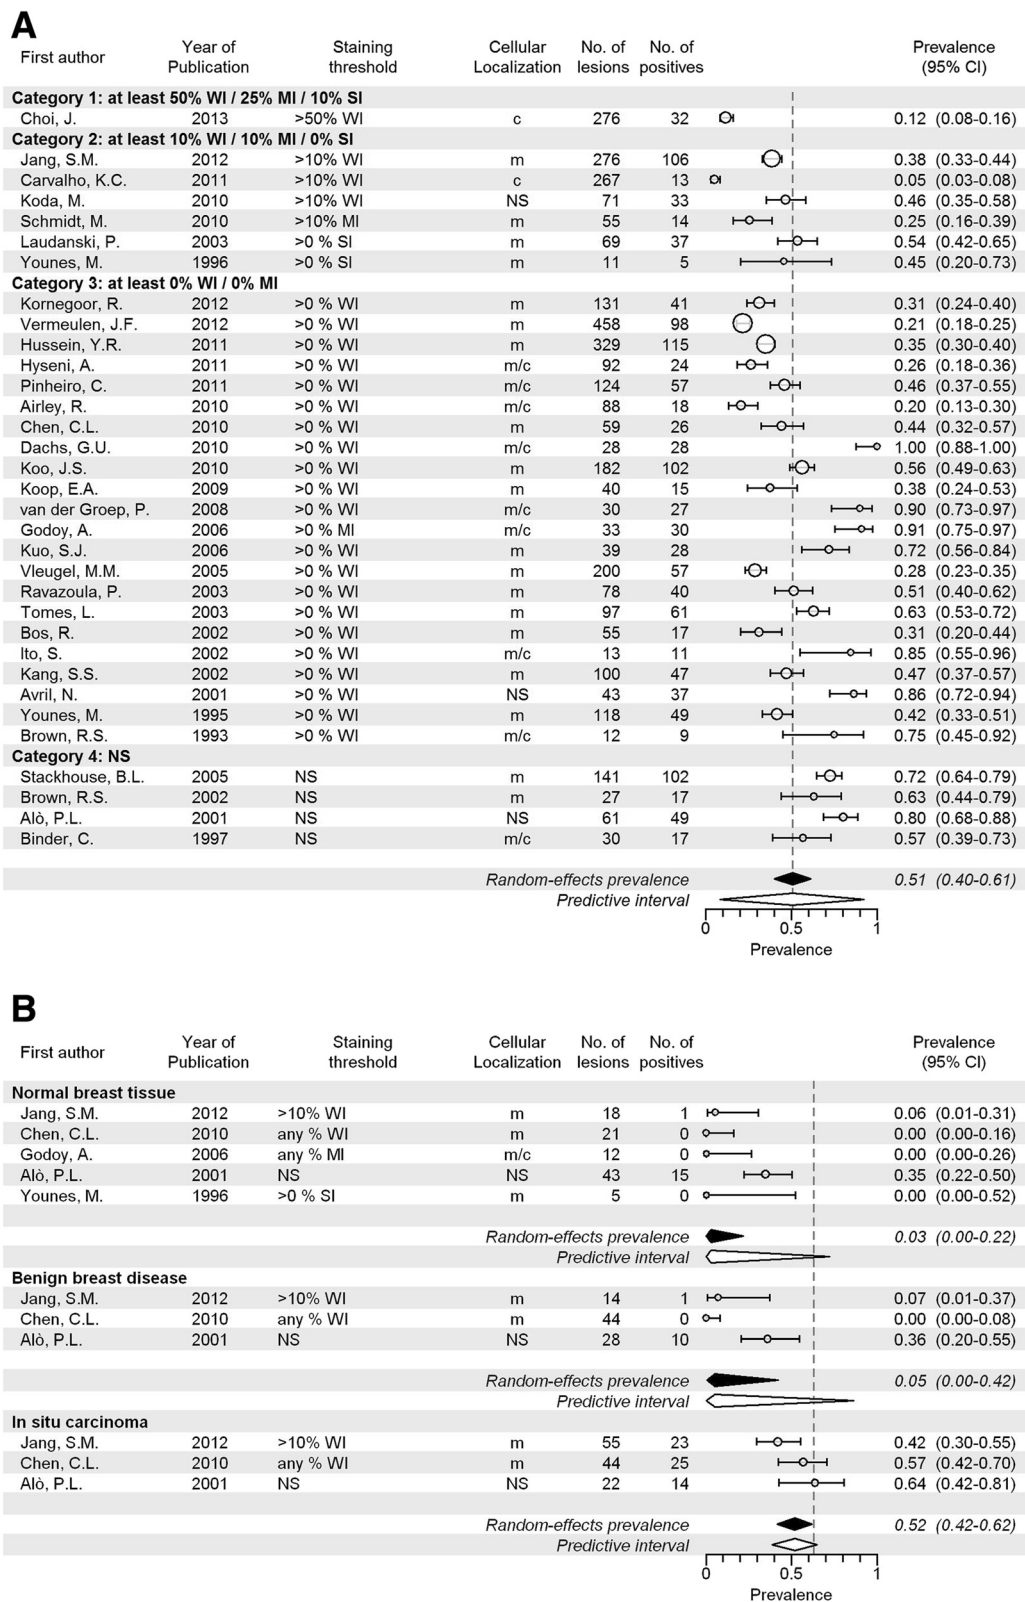 A
First author Year of Publication Staining threshold Cellular Localization No. of lesions No. of positives Prevalence (95% CI)
Category 1: at least 50% WI / 25% MI / 10% SI
Choi, J. 2013 >50% WI c 276 32 0.12 (0.08-0.16)
Category 2: at least 10% WI / 10% MI / 0% SI
Jang, S.M. 2012 >10% WI m 276 106 0.38 (0.33-0.44)
Carvalho, K.C. 2011 >10% WI c 267 13 0.05 (0.03-0.08)
Koda, M. 2010 >10% WI NS 71 33 0.46 (0.35-0.58)
Schmidt, M. 2010 >10% MI m 55 14 0.25 (0.16-0.39)
Laudanski, P. 2003 >0 % SI m 69 37 0.54 (0.42-0.65)
Younes, M. 1996 >0 % SI m 11 5 0.45 (0.20-0.73)
Category 3: at least 0% WI / 0% MI
Kornegoor, R. 2012 >0 % WI m 131 41 0.31 (0.24-0.40)
Vermeulen, J.F. 2012 >0 % WI m 458 98 0.21 (0.18-0.25)
Hussein, Y.R. 2011 >0 % WI m 329 115 0.35 (0.30-0.40)
Hyseni, A. 2011 >0 % WI m/c 92 24 0.26 (0.18-0.36)
Pinheiro, C. 2011 >0 % WI m/c 124 57 0.46 (0.37-0.55)
Airley, R. 2010 >0 % WI m/c 88 18 0.20 (0.13-0.30)
Chen, C.L. 2010 >0 % WI m 59 26 0.44 (0.32-0.57)
Dachs, G.U. 2010 >0 % WI m/c 28 28 1.00 (0.88-1.00)
Koo, J.S. 2010 >0 % WI m 182 102 0.56 (0.49-0.63)
Koop, E.A. 2009 >0 % WI m 40 15 0.38 (0.24-0.53)
van der Groep, P. 2008 >0 % WI m/c 30 27 0.90 (0.73-0.97)
Godoy, A. 2006 >0 % MI m/c 33 30 0.91 (0.75-0.97)
Kuo, S.J. 2006 >0 % WI m 39 28 0.72 (0.56-0.84)
Vleugel, M.M. 2005 >0 % WI m 200 57 0.28 (0.23-0.35)
Ravazoula, P. 2003 >0 % WI m 78 40 0.51 (0.40-0.62)
Tomes, L. 2003 >0 % WI m 97 61 0.63 (0.53-0.72)
Bos, R. 2002 >0 % WI m 55 17 0.31 (0.20-0.44)
Ito, S. 2002 >0 % WI m/c 13 11 0.85 (0.55-0.96)
Kang, S.S. 2002 >0 % WI m 100 47 0.47 (0.37-0.57)
Avril, N. 2001 >0 % WI NS 43 37 0.86 (0.72-0.94)
Younes, M. 1995 >0 % WI m 118 49 0.42 (0.33-0.51)
Brown, R.S. 1993 >0 % WI m/c 12 9 0.75 (0.45-0.92)
Category 4: NS
Stackhouse, B.L. 2005 NS m 141 102 0.72 (0.64-0.79)
Brown, R.S. 2002 NS m 27 17 0.63 (0.44-0.79)
Alò, P.L. 2001 NS NS 61 49 0.80 (0.68-0.88)
Binder, C. 1997 NS m/c 30 17 0.57 (0.39-0.73)
Random-effects prevalence 0.51 (0.40-0.61)
Predictive interval
0 0.5 1
Prevalence
B
First author Year of Publication Staining threshold Cellular Localization No. of lesions No. of positives Prevalence (95% CI)
Normal breast tissue
Jang, S.M. 2012 >10% WI m 18 1 0.06 (0.01-0.31)
Chen, C.L. 2010 any % WI m 21 0 0.00 (0.00-0.16)
Godoy, A. 2006 any % MI m/c 12 0 0.00 (0.00-0.26)
Alò, P.L. 2001 NS NS 43 15 0.35 (0.22-0.50)
Younes, M. 1996 >0 % SI m 5 0 0.00 (0.00-0.52)
Random-effects prevalence 0.03 (0.00-0.22)
Predictive interval
Benign breast disease
Jang, S.M. 2012 >10% WI m 14 1 0.07 (0.01-0.37)
Chen, C.L. 2010 any % WI m 44 0 0.00 (0.00-0.08)
Alò, P.L. 2001 NS NS 28 10 0.36 (0.20-0.55)
Random-effects prevalence 0.05 (0.00-0.42)
Predictive interval
In situ carcinoma
Jang, S.M. 2012 >10% WI m 55 23 0.42 (0.30-0.55)
Chen, C.L. 2010 any % WI m 44 25 0.57 (0.42-0.70)
Alò, P.L. 2001 NS NS 22 14 0.64 (0.42-0.81)
Random-effects prevalence 0.52 (0.42-0.62)
Predictive interval
0 0.5 1
Prevalence